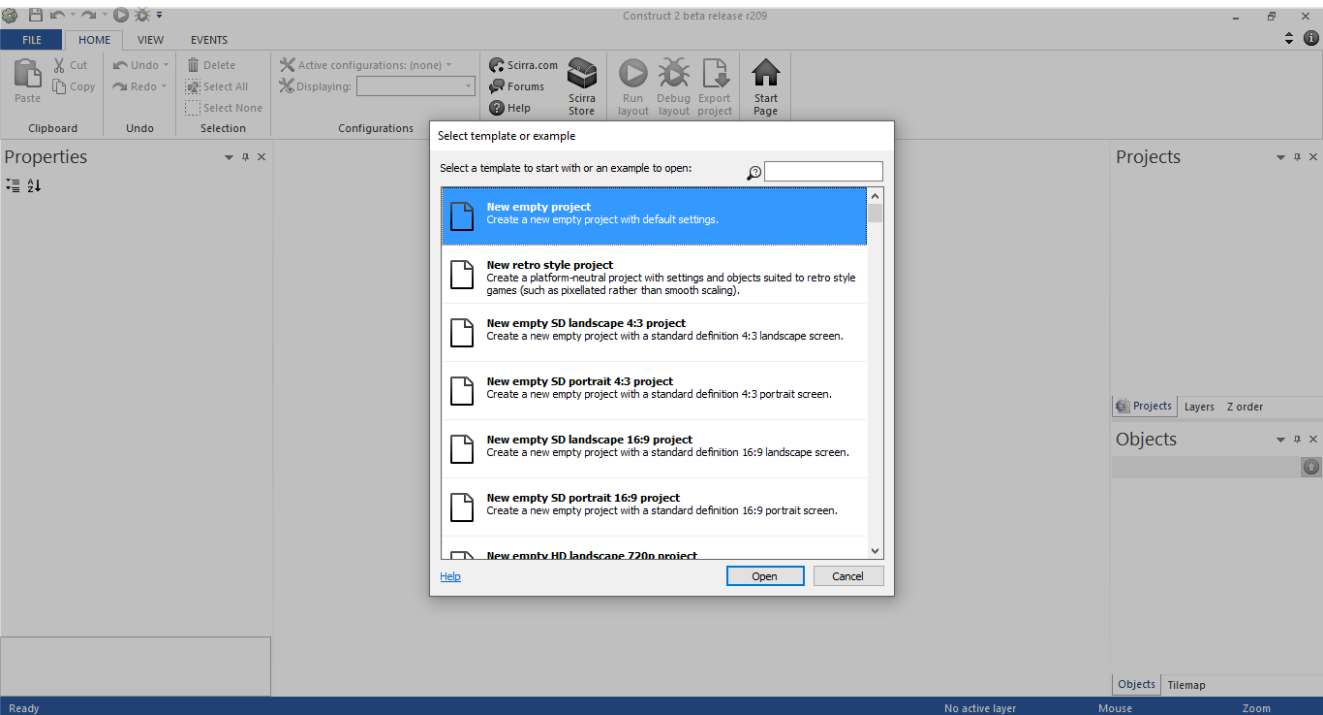 Construct 2 beta release r209
FILE HOME VIEW EVENTS
Paste
Cut
Copy
Clipboard
Undo
Redo
Undo
Delete
Select All
Select None
Selection
Active configurations: (none)
Displaying:
Configurations
Scirra.com
Forums
Help
Scirra
Store
Run
layout
Debug
layout
Export
project
Start
Page
Properties
Select template or example
Select a template to start with or an example to open:
New empty project
Create a new empty project with default settings.
New retro style project
Create a platform-neutral project with settings and objects suited to retro style
games (such as pixellated rather than smooth scaling).
New empty SD landscape 4:3 project
Create a new empty project with a standard definition 4:3 landscape screen.
New empty SD portrait 4:3 project
Create a new empty project with a standard definition 4:3 portrait screen.
New empty SD landscape 16:9 project
Create a new empty project with a standard definition 16:9 landscape screen.
New empty SD portrait 16:9 project
Create a new empty project with a standard definition 16:9 portrait screen.
New empty HD landscape 720p project
Help
Open
Cancel
Projects
Projects Layers Z order
Objects
Objects Tilemap
Ready
No active layer
Mouse
Zoom